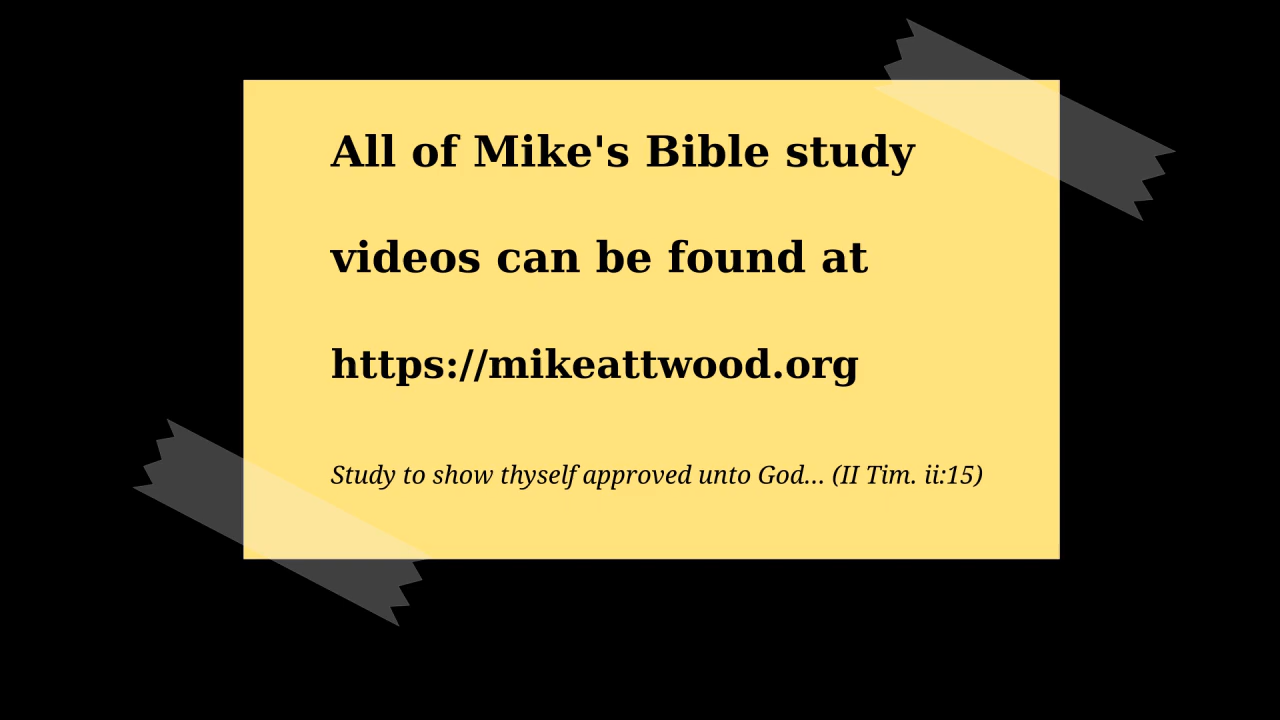 All of Mike's Bible study
videos can be found at
https://mikeattwood.org
Study to show thyself approved unto God... (II Tim. ii:15)